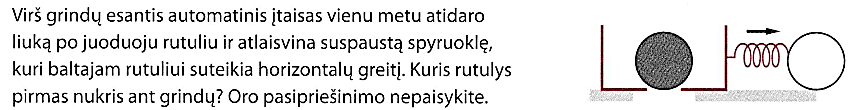 Virš grindų esantis automatinis įtaisas vienu metu atidaro
liuką po juoduoju rutuliu ir atlaisvina suspaustą spyruoklę,
kuri baltajam rutuliui suteikia horizontalų greitį. Kuris rutulys
pirmas nukris ant grindų? Oro pasipriešinimo nepaisykite.